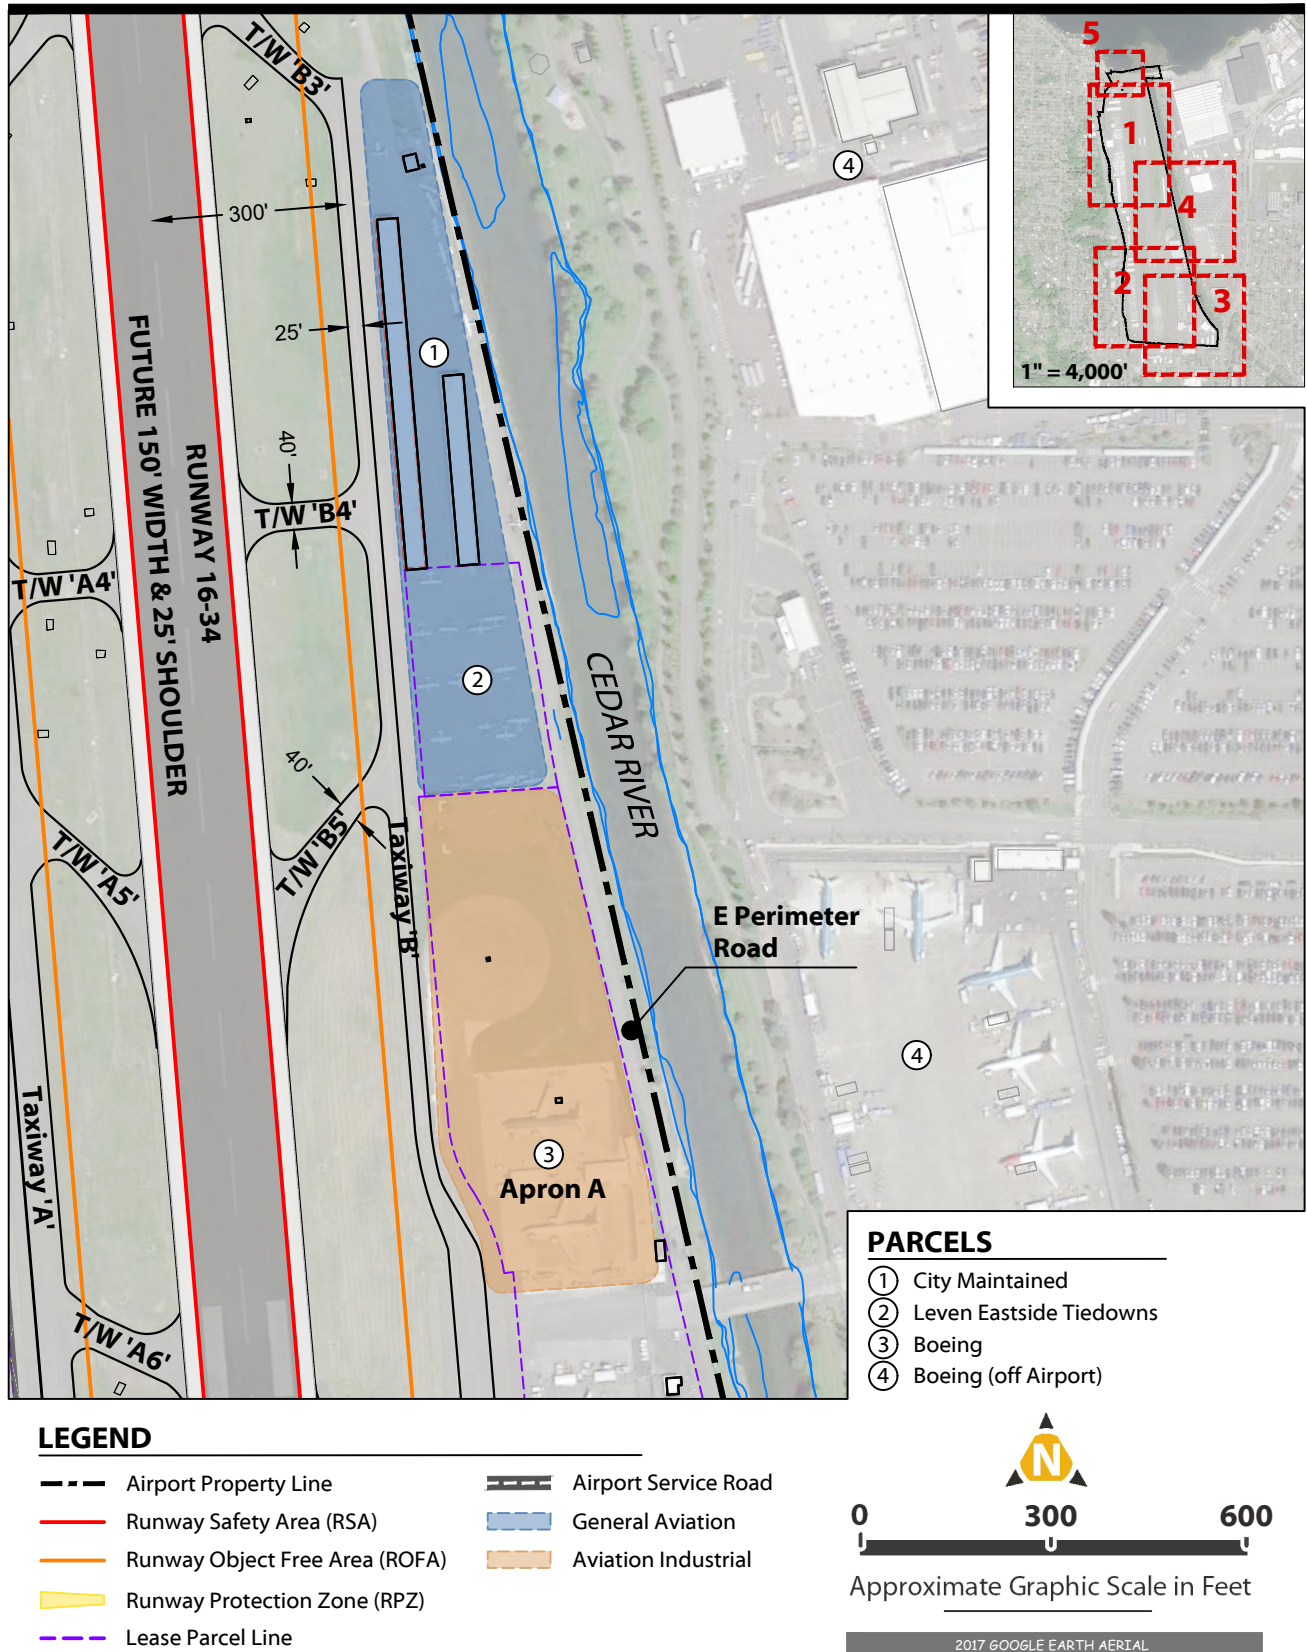 T/W 'B3'
5
1
4
2
3
1" = 4,000'
4
300'
25'
1
FUTURE 150' WIDTH & 25' SHOULDER
RUNWAY 16-34
40'
T/W 'B4'
T/W 'A4'
2
CEDAR RIVER
40'
T/W 'B5'
T/W 'A5'
Taxiway 'B'
E Perimeter
Road
4
Taxiway 'A'
3
Apron A
T/W 'A6'
PARCELS
1 City Maintained
2 Leven Eastside Tiedowns
3 Boeing
4 Boeing (off Airport)
LEGEND
Airport Property Line
Runway Safety Area (RSA)
Runway Object Free Area (ROFA)
Runway Protection Zone (RPZ)
Lease Parcel Line
Airport Service Road
General Aviation
Aviation Industrial
N
0 300 600
Approximate Graphic Scale in Feet
2017 GOOGLE EARTH AERIAL